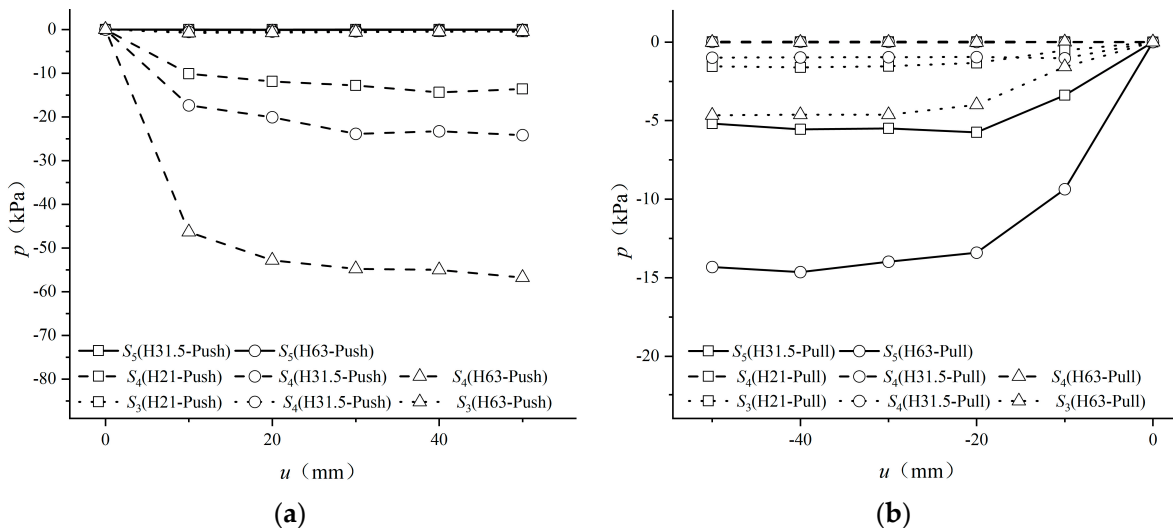 0
-10
-20
-30
-40
-50
-60
-70
-80
p（kPa）
S5(H31.5-Push) S5(H63-Push)
S4(H21-Push) S4(H31.5-Push) S4(H63-Push)
S3(H21-Push) S4(H31.5-Push) S3(H63-Push)
0 20 40
u（mm）
(a)
0
-5
-10
-15
-20
p（kPa）
S5(H31.5-Pull) S5(H63-Pull)
S4(H21-Pull) S4(H31.5-Pull) S4(H63-Pull)
S3(H21-Pull) S4(H31.5-Pull) S3(H63-Pull)
-40 -20 0
u（mm）
(b)